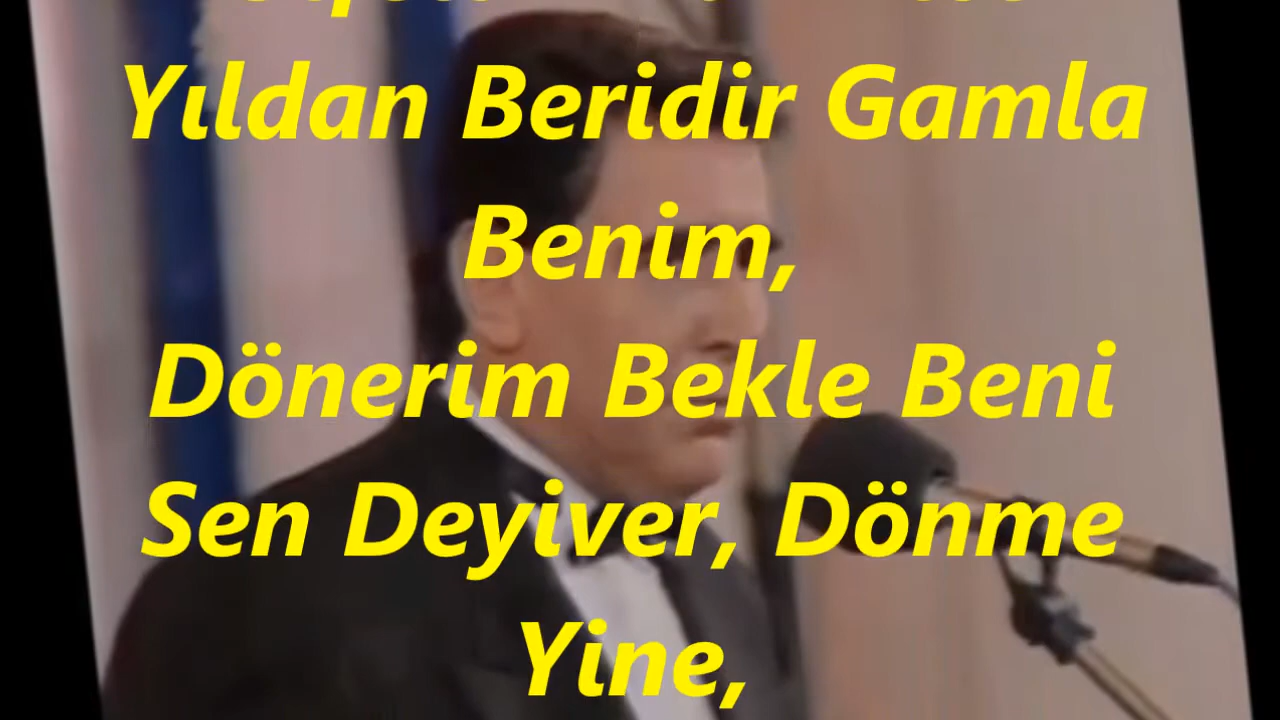 Yıldan Beridir Gamla
Benim,
Dönerim Bekle Beni
Sen Deyiver, Dönme
Yine,